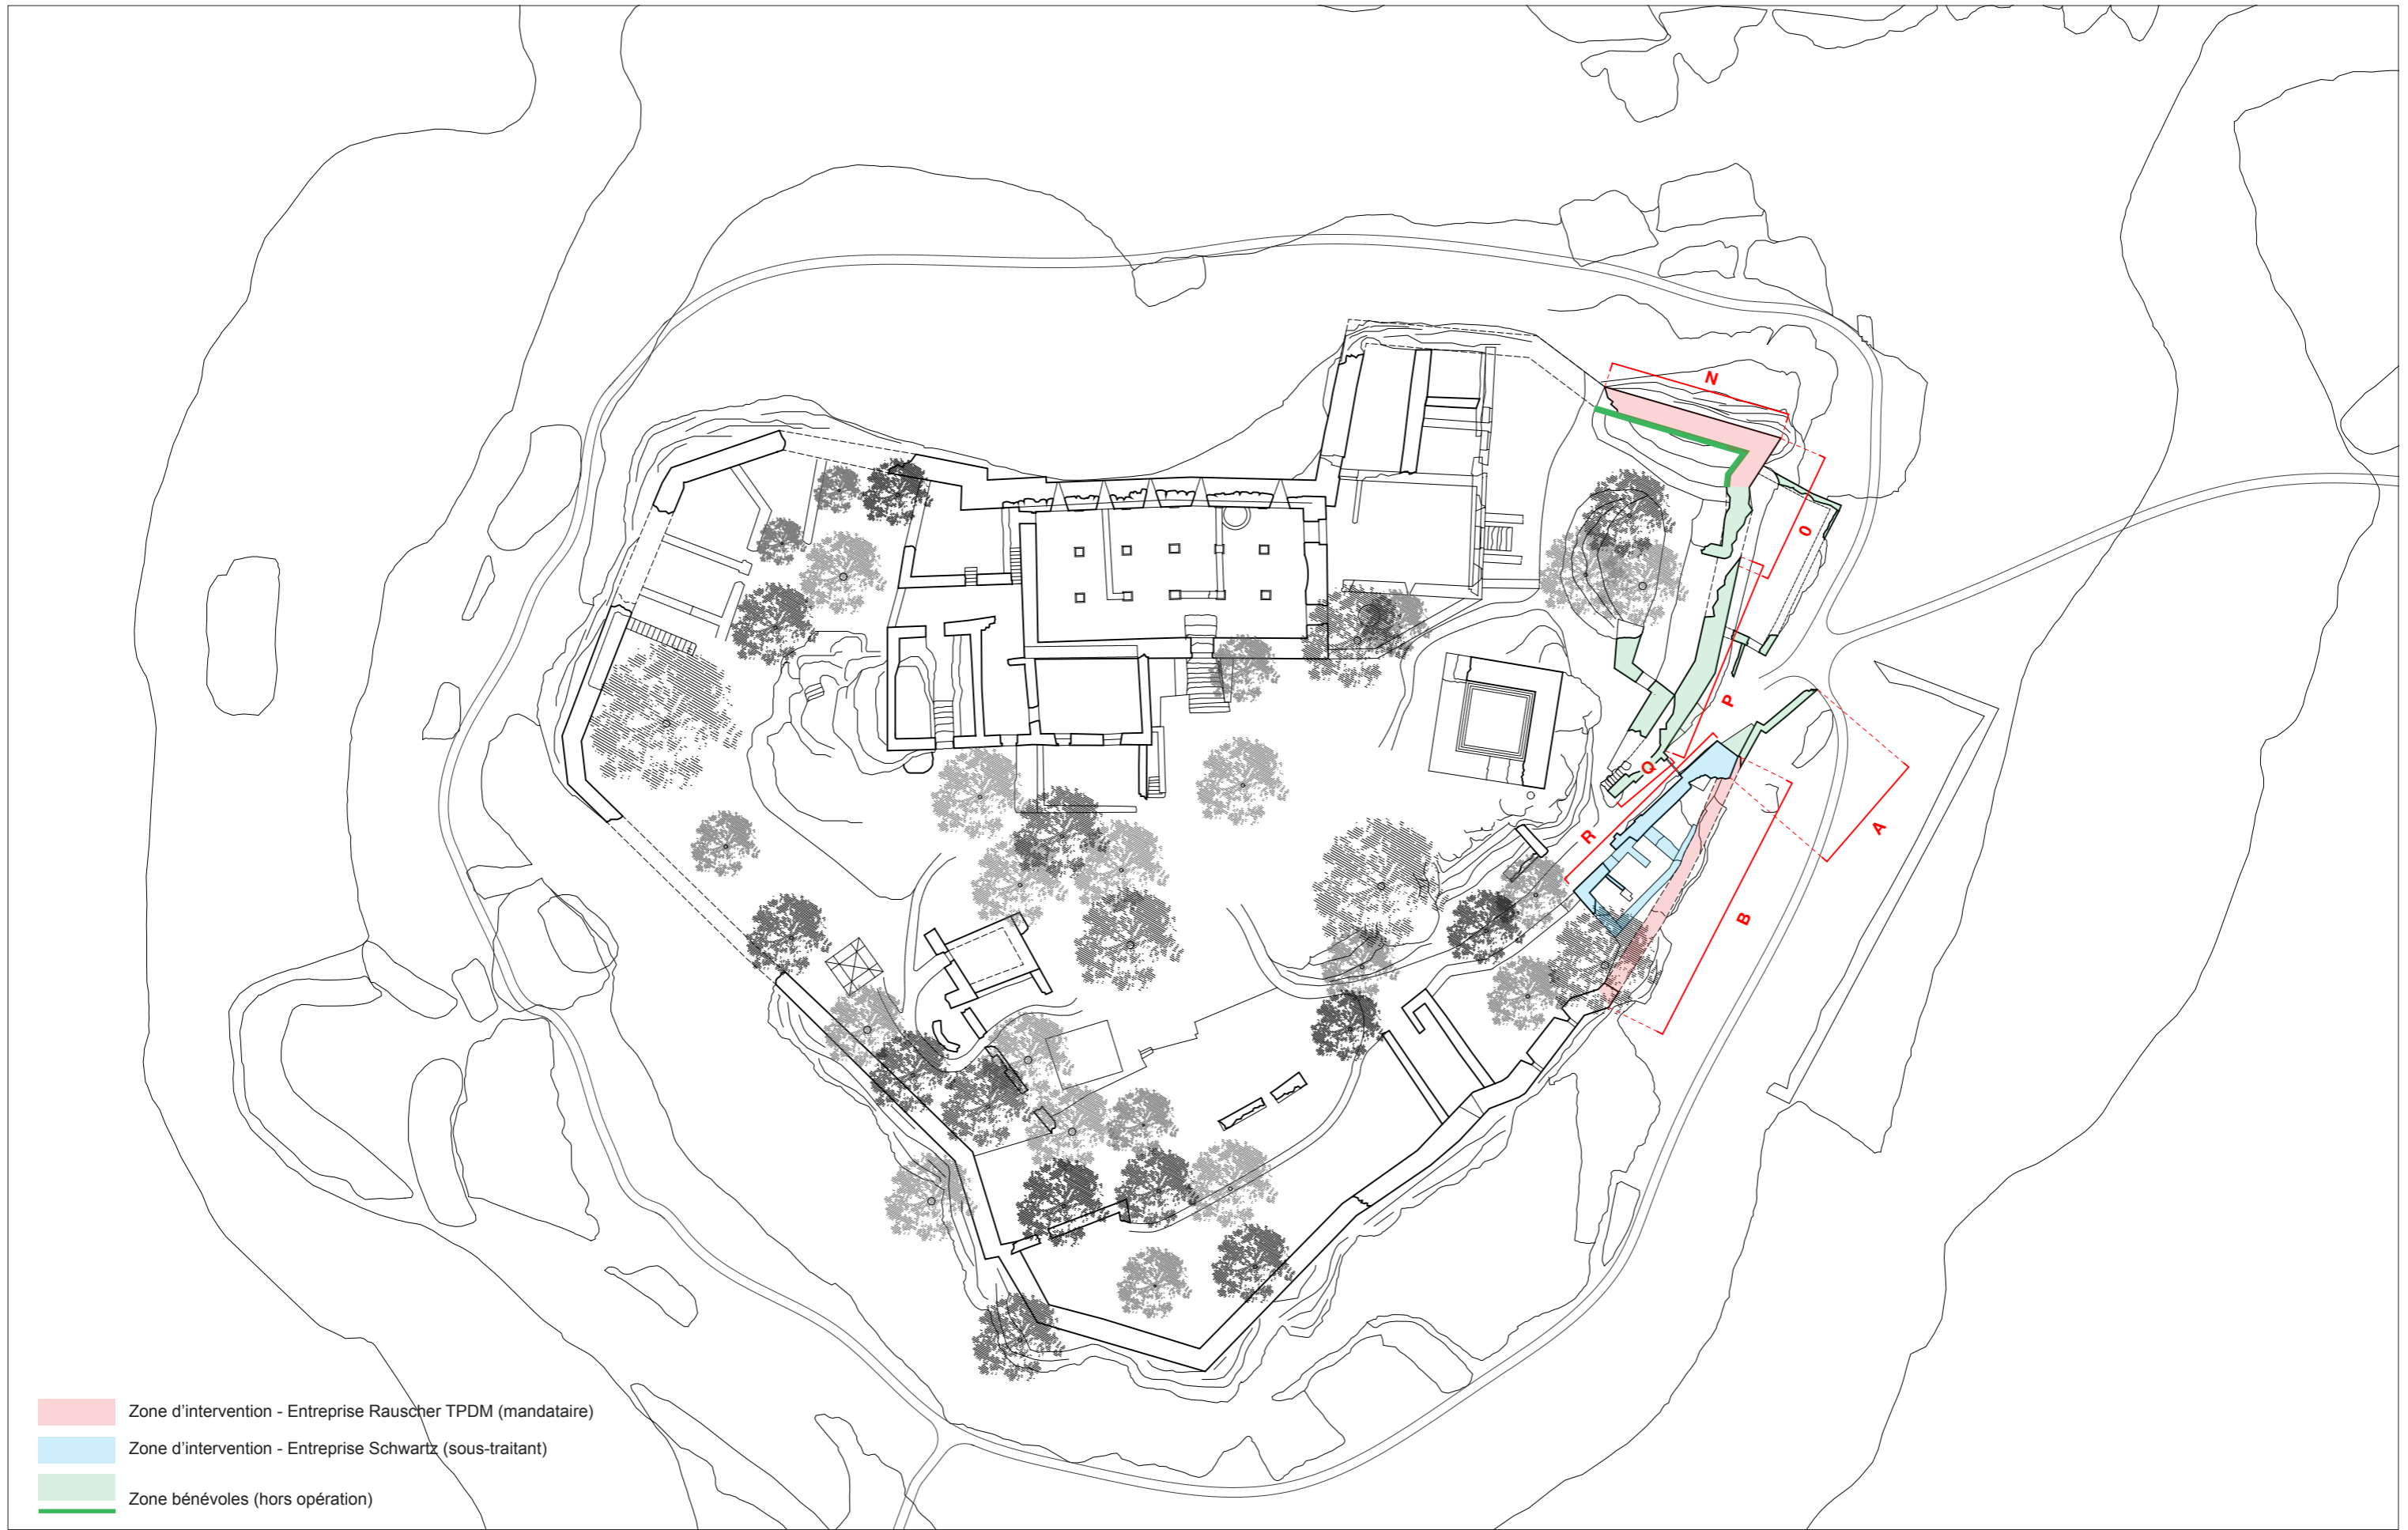 N
O
P
Q
R
A
B
Zone d'intervention - Entreprise Rauscher TPDM (mandataire)
Zone d'intervention - Entreprise Schwartz (sous-traitant)
Zone bénévoles (hors opération)